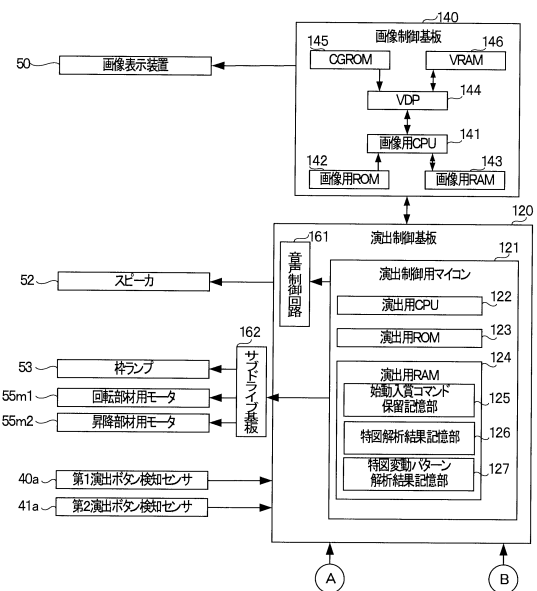 140
画像制御基板
145
CGROM
146
VRAM
50
画像表示装置
VDP
144
141
画像用CPU
142
画像用ROM
143
画像用RAM
120
演出制御基板
161
音声制御回路
121
演出制御用マイコン
52
スピーカ
演出用CPU
122
演出用ROM
123
162
サブドライブ基板
124
演出用RAM
53
枠ランプ
始動入賞コマンド
保留記憶部
125
55m1
回転部材用モータ
55m2
昇降部材用モータ
特図解析結果記憶部
126
特図変動パターン
解析結果記憶部
127
40a
第1演出ボタン検知センサ
41a
第2演出ボタン検知センサ
A
B